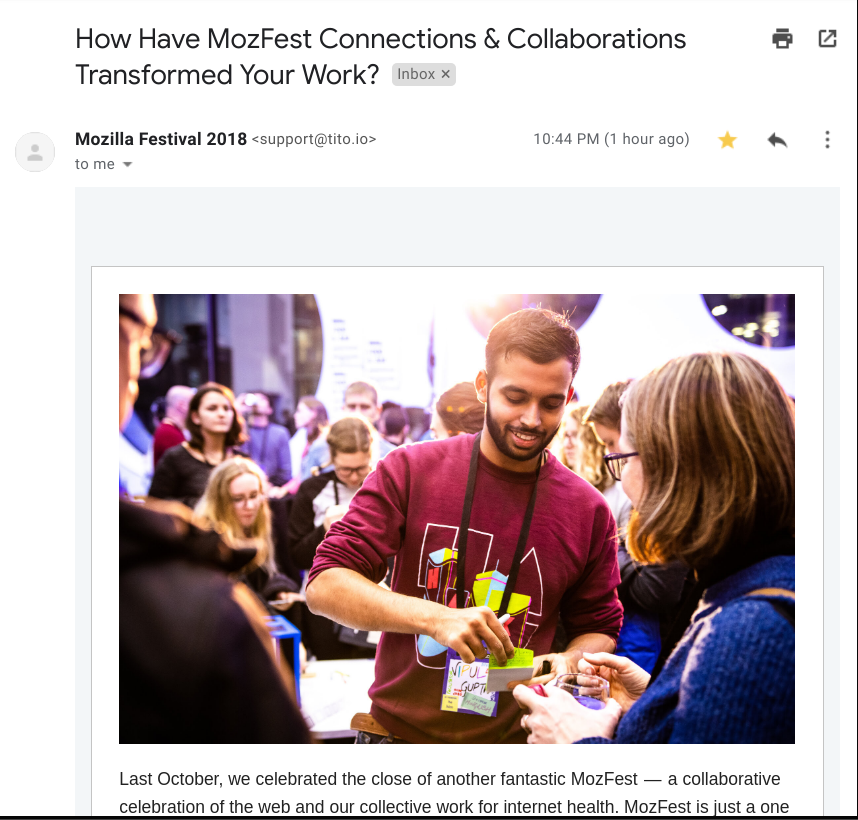 How Have MozFest Connections & Collaborations
Transformed Your Work? Inbox ×
Mozilla Festival 2018 <support@tito.io> 10:44 PM (1 hour ago)
to me
VIPUL
GUPTA
Last October, we celebrated the close of another fantastic MozFest — a collaborative
celebration of the web and our collective work for internet health. MozFest is just a one